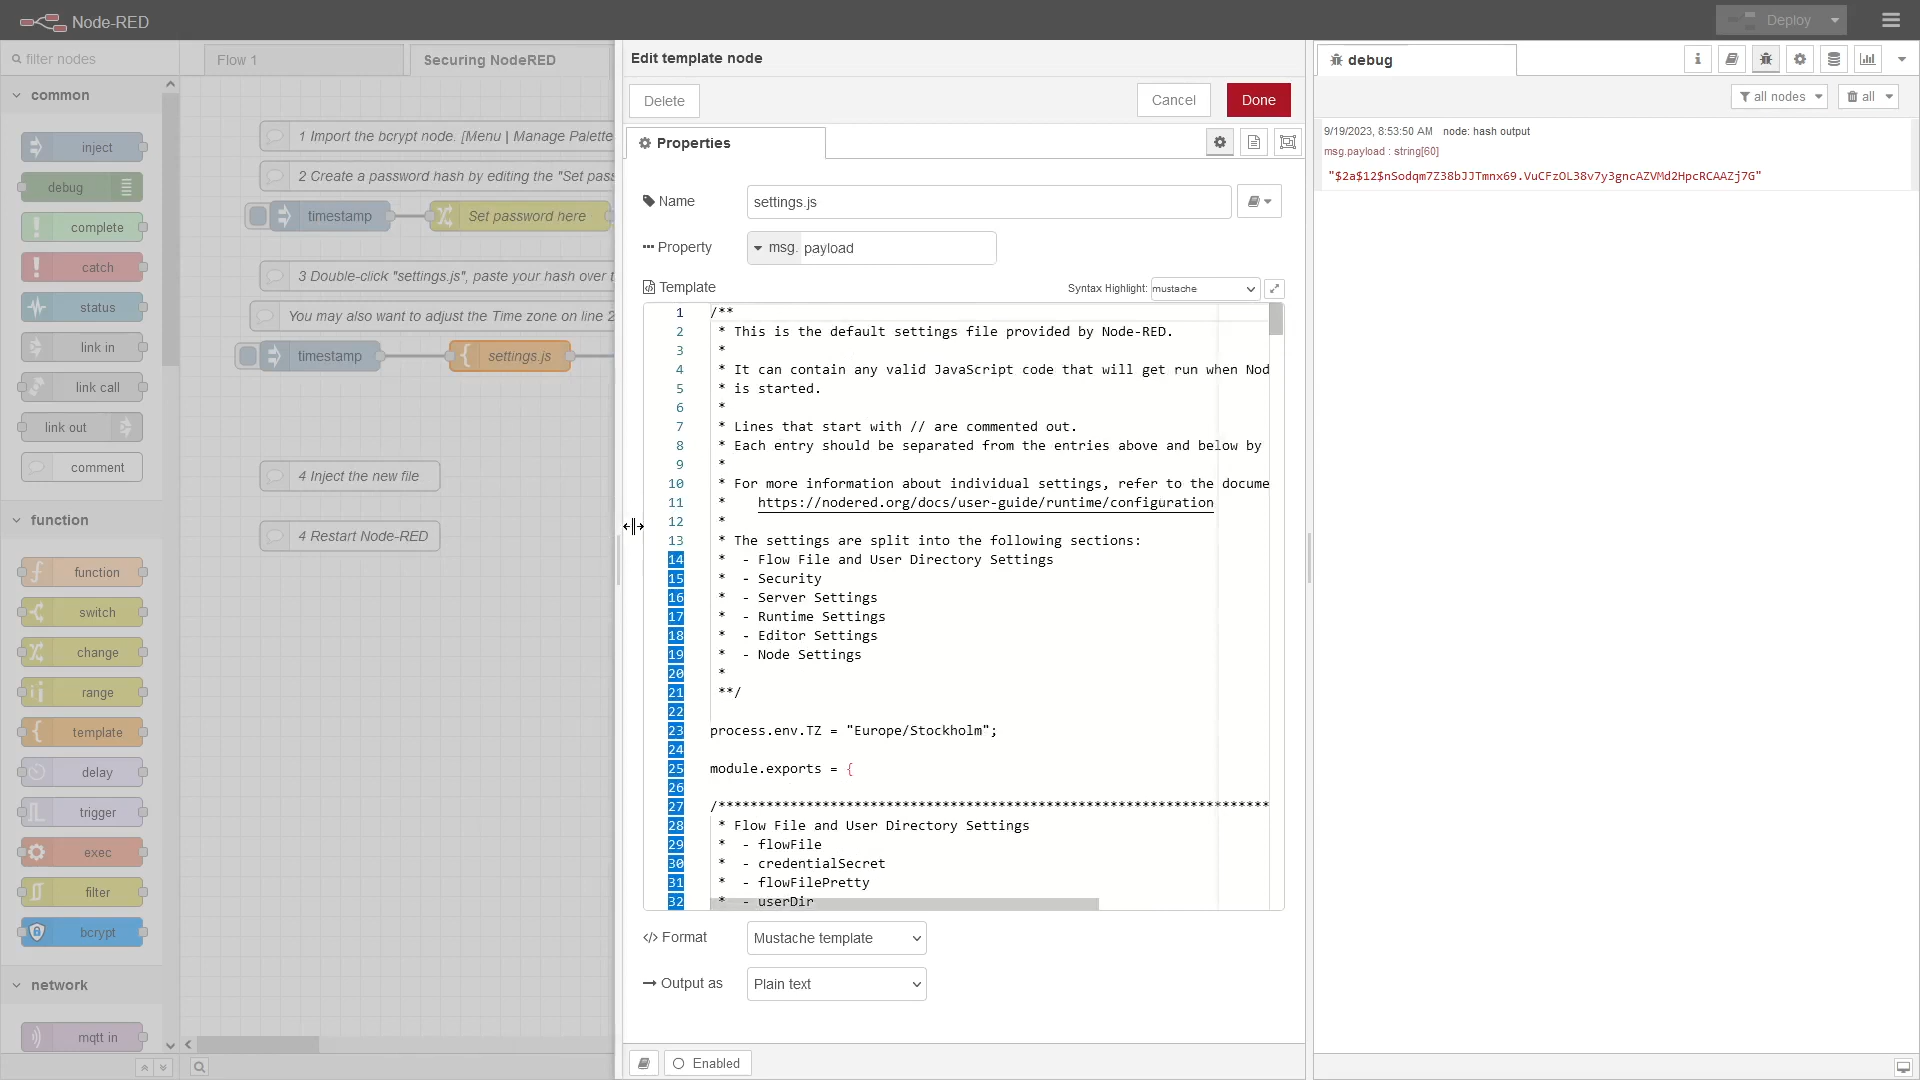 Node-RED
Deploy
filter nodes
Flow 1
Securing NodeRED
common
inject
debug
complete
catch
status
link in
link call
link out
comment
function
function
switch
change
range
template
delay
trigger
exec
filter
bcrypt
network
mqtt in
1 Import the bcrypt node. [Menu | Manage Palette
2 Create a password hash by editing the "Set pass
timestamp
Set password here
3 Double-click "settings.js", paste your hash over t
You may also want to adjust the Time zone on line 2
timestamp
settings.js
4 Inject the new file
4 Restart Node-RED
Edit template node
Delete
Cancel
Done
Properties
Name
settings.js
Property
msg. payload
Template
Syntax Highlight: mustache
1 /**
2 * This is the default settings file provided by Node-RED.
3 *
4 * It can contain any valid JavaScript code that will get run when Nod
5 * is started.
6 *
7 * Lines that start with // are commented out.
8 * Each entry should be separated from the entries above and below by
9 *
10 * For more information about individual settings, refer to the docume
11 * https://nodered.org/docs/user-guide/runtime/configuration
12 *
13 * The settings are split into the following sections:
14 * - Flow File and User Directory Settings
15 * - Security
16 * - Server Settings
17 * - Runtime Settings
18 * - Editor Settings
19 * - Node Settings
20 *
21 **/
22
23 process.env.TZ = "Europe/Stockholm";
24
25 module.exports = {
26
27 /*********************************************************************
28 * Flow File and User Directory Settings
29 * - flowFile
30 * - credentialSecret
31 * - flowFilePretty
32 * - userDir
</> Format
Mustache template
Output as
Plain text
Enabled
debug
all nodes
all
9/19/2023, 8:53:50 AM node: hash output
msg.payload : string[60]
"$2a$12$nSodqm7Z38bJJTmnx69.VuCFzOL38v7y3gncAZVMd2HpcRCAAZj7G"